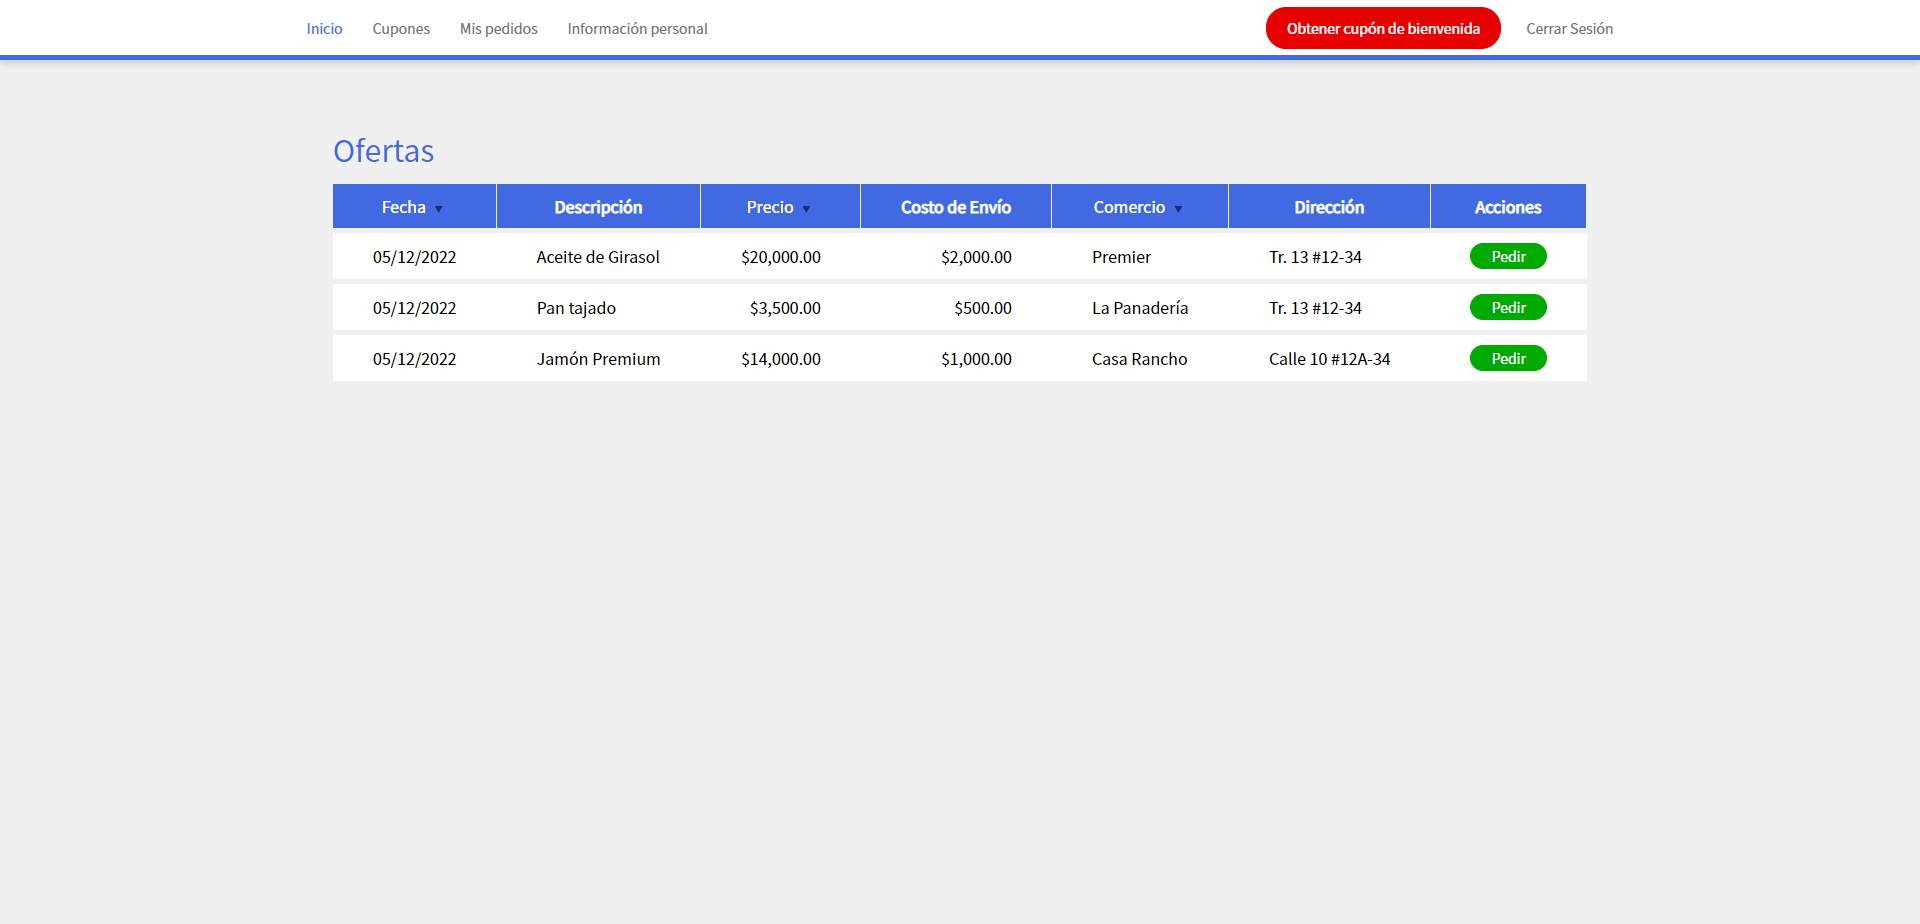 Inicio Cupones Mis pedidos Información personal Obtener cupón de bienvenida Cerrar Sesión
Ofertas
Fecha ▼ Descripción Precio ▼ Costo de Envío Comercio ▼ Dirección Acciones
05/12/2022 Aceite de Girasol $20,000.00 $2,000.00 Premier Tr. 13 #12-34 Pedir
05/12/2022 Pan tajado $3,500.00 $500.00 La Panadería Tr. 13 #12-34 Pedir
05/12/2022 Jamón Premium $14,000.00 $1,000.00 Casa Rancho Calle 10 #12A-34 Pedir